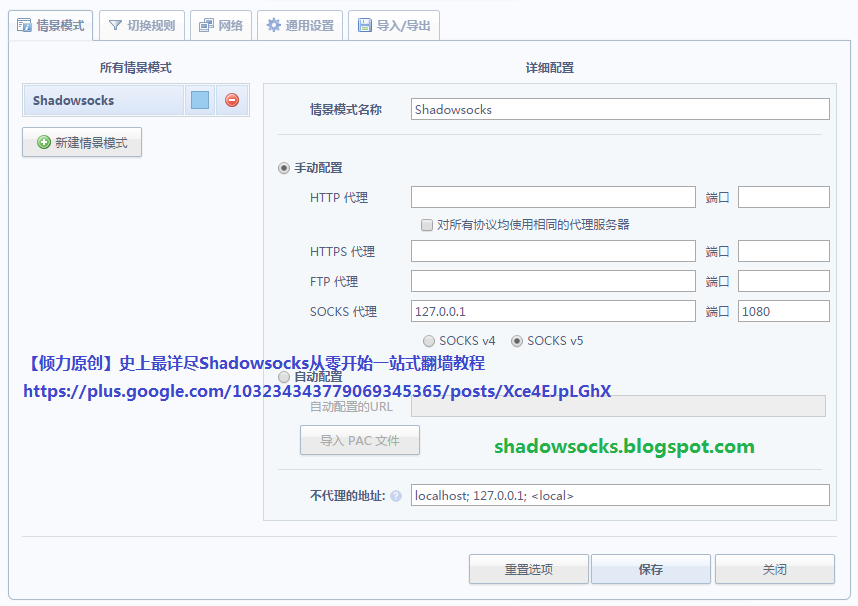 情景模式 切换规则 网络 通用设置 导入/导出
所有情景模式
Shadowsocks
新建情景模式
详细配置
情景模式名称 Shadowsocks
手动配置
HTTP 代理 端口
对所有协议均使用相同的代理服务器
HTTPS 代理 端口
FTP 代理 端口
SOCKS 代理 127.0.0.1 端口 1080
SOCKS v4 SOCKS v5
【倾力原创】史上最详尽Shadowsocks从零开始一站式翻墙教程
自动配置
https://plus.google.com/103234343779069345365/posts/Xce4EJpLGhX
自动配置的URL
导入 PAC 文件
shadowsocks.blogspot.com
不代理的地址: localhost; 127.0.0.1; <local>
重置选项 保存 关闭